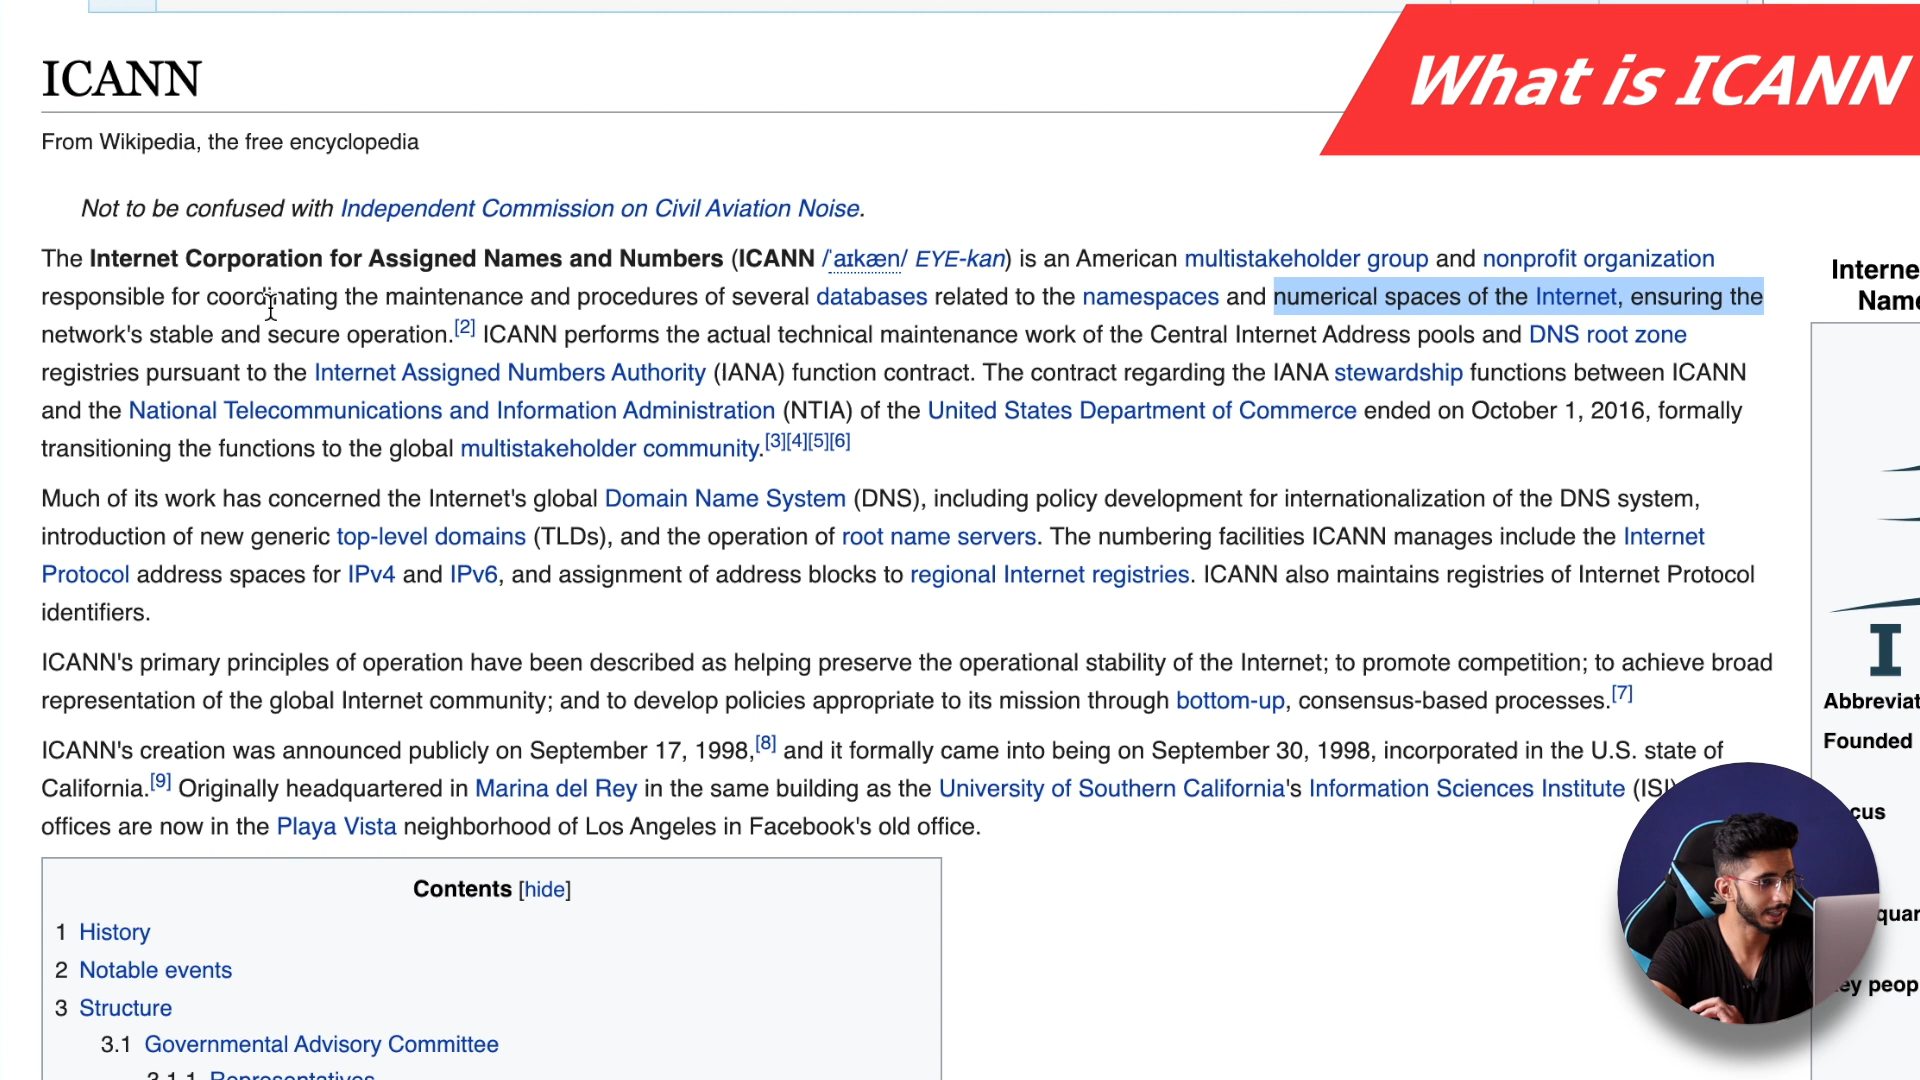 What is ICANN
ICANN
From Wikipedia, the free encyclopedia
Not to be confused with Independent Commission on Civil Aviation Noise.
The Internet Corporation for Assigned Names and Numbers (ICANN /ˈaɪkæn/ EYE-kan) is an American multistakeholder group and nonprofit organization
responsible for coordinating the maintenance and procedures of several databases related to the namespaces and numerical spaces of the Internet, ensuring the
network's stable and secure operation.[2] ICANN performs the actual technical maintenance work of the Central Internet Address pools and DNS root zone
registries pursuant to the Internet Assigned Numbers Authority (IANA) function contract. The contract regarding the IANA stewardship functions between ICANN
and the National Telecommunications and Information Administration (NTIA) of the United States Department of Commerce ended on October 1, 2016, formally
transitioning the functions to the global multistakeholder community.[3][4][5][6]
Much of its work has concerned the Internet's global Domain Name System (DNS), including policy development for internationalization of the DNS system,
introduction of new generic top-level domains (TLDs), and the operation of root name servers. The numbering facilities ICANN manages include the Internet
Protocol address spaces for IPv4 and IPv6, and assignment of address blocks to regional Internet registries. ICANN also maintains registries of Internet Protocol
identifiers.
ICANN's primary principles of operation have been described as helping preserve the operational stability of the Internet; to promote competition; to achieve broad
representation of the global Internet community; and to develop policies appropriate to its mission through bottom-up, consensus-based processes.[7]
ICANN's creation was announced publicly on September 17, 1998,[8] and it formally came into being on September 30, 1998, incorporated in the U.S. state of
California.[9] Originally headquartered in Marina del Rey in the same building as the University of Southern California's Information Sciences Institute (ISI)
offices are now in the Playa Vista neighborhood of Los Angeles in Facebook's old office.
Contents [hide]
1 History
2 Notable events
3 Structure
3.1 Governmental Advisory Committee
3.1.1 Representatives
Interne
Name
I
Abbreviat
Founded
cus
quar
ey peop